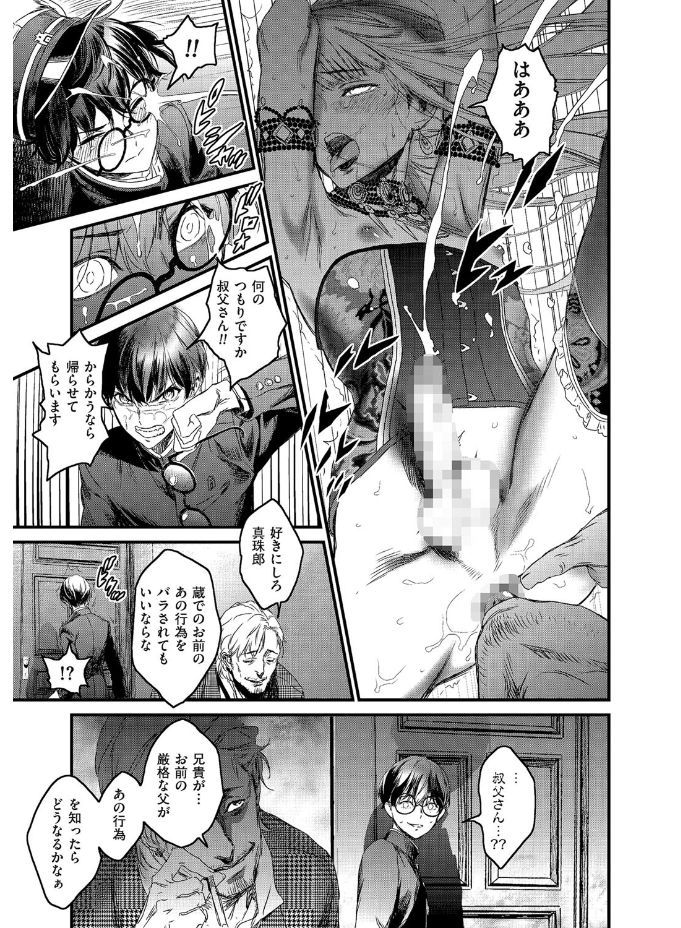 はあああ
!!
何の
つもりですか
叔父さん!!
からかうなら
帰らせて
もらいます
好きにしろ
真珠郎
蔵でのお前の
あの行為を
バラされても
いいならな
!?
…
叔父さん…??
兄貴が…
お前の
厳格な父が
あの行為
を知ったら
どうなるかなぁ